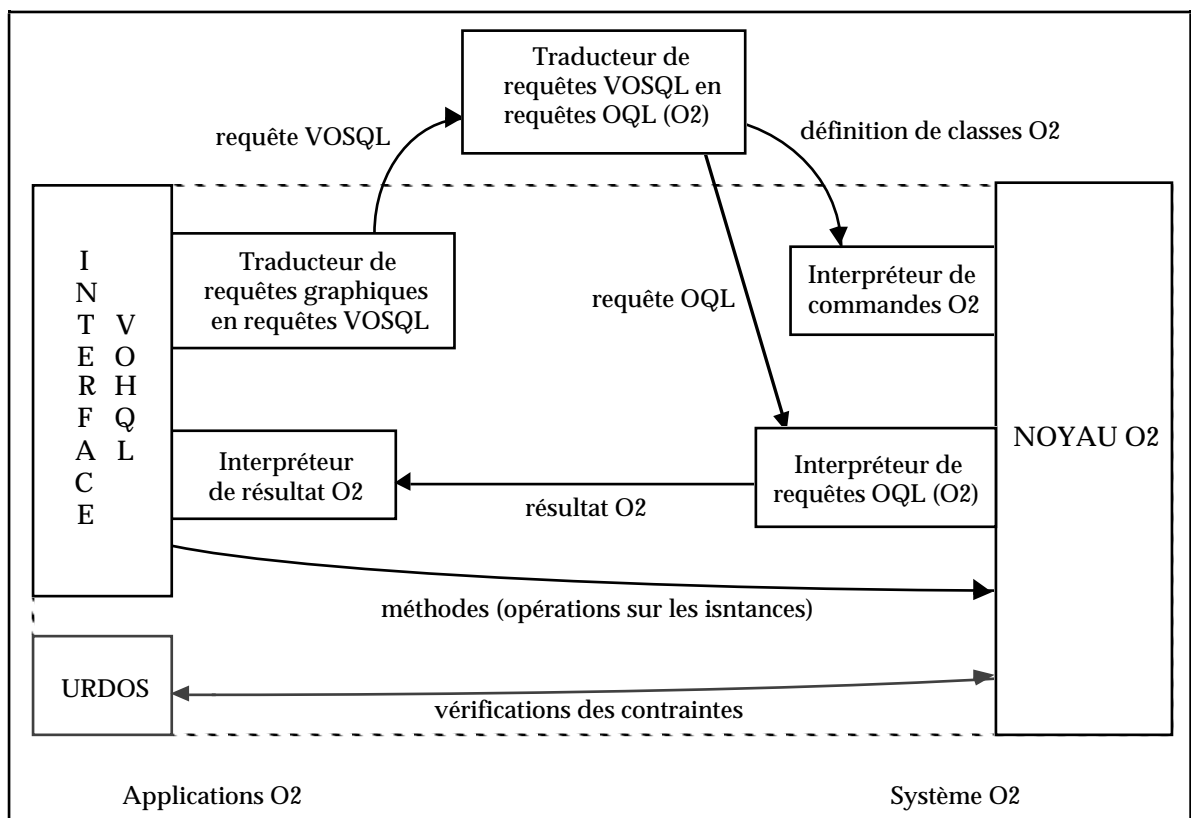 Traducteur de
requêtes VOSQL en
requêtes OQL (O2)
requête VOSQL
définition de classes O2
INTERFACE
VOHQL
Traducteur de
requêtes graphiques
en requêtes VOSQL
Interpréteur de
commandes O2
requête OQL
NOYAU O2
Interpréteur
de résultat O2
résultat O2
Interpréteur de
requêtes OQL (O2)
méthodes (opérations sur les isntances)
URDOS
vérifications des contraintes
Applications O2
Système O2